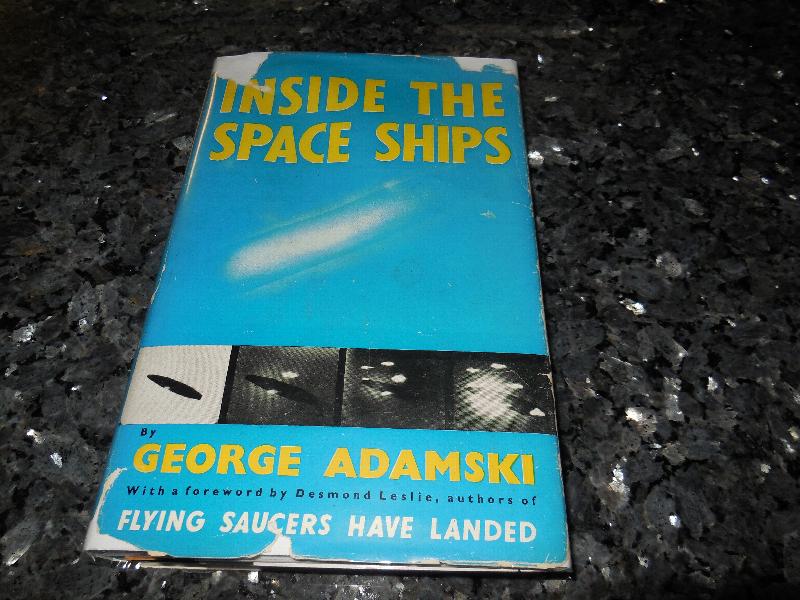 INSIDE THE
SPACE SHIPS
By
GEORGE ADAMSKI
With a foreword by Desmond Leslie, authors of
FLYING SAUCERS HAVE LANDED